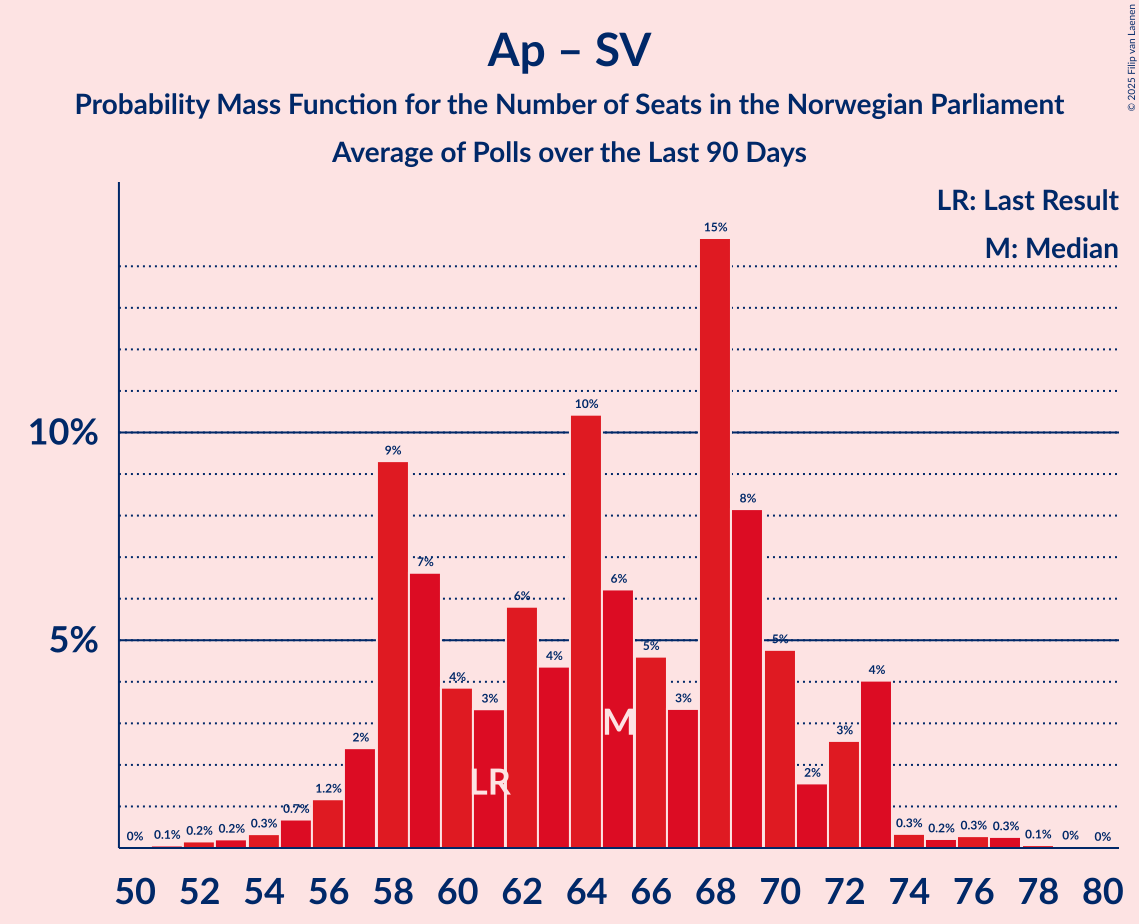 © 2025 Filip van Laenen
Ap – SV
Probability Mass Function for the Number of Seats in the Norwegian Parliament
Average of Polls over the Last 90 Days
LR: Last Result
M: Median
10%
5%
0% 0.1% 0.2% 0.2% 0.3% 0.7% 1.2% 2% 9% 7% 4% 3% 6% 4% 10% 6% 5% 3% 15% 8% 5% 2% 3% 4% 0.3% 0.2% 0.3% 0.3% 0.1% 0% 0%
LR
M
50 52 54 56 58 60 62 64 66 68 70 72 74 76 78 80